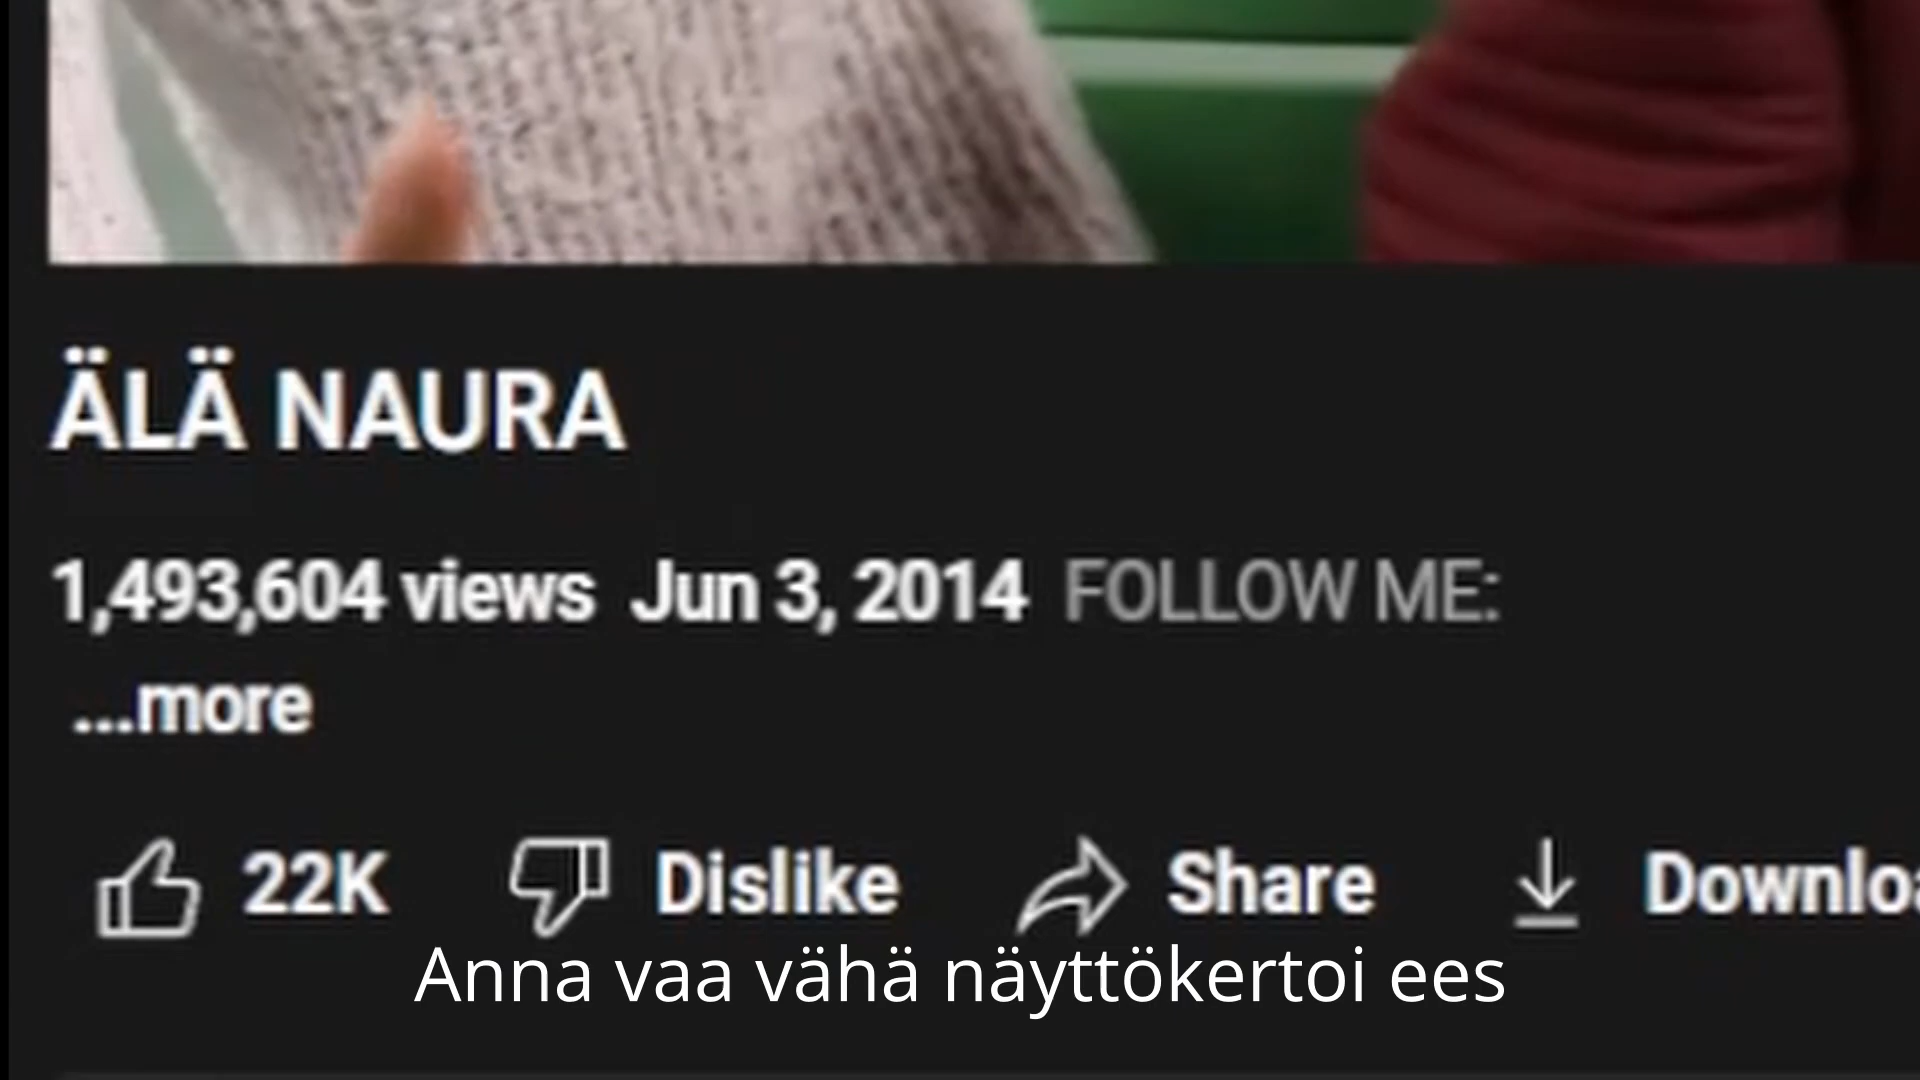 ÄLÄ NAURA
1,493,604 views Jun 3, 2014 FOLLOW ME:
...more
22K Dislike Share Downloa
Anna vaa vähä näyttökertoi ees